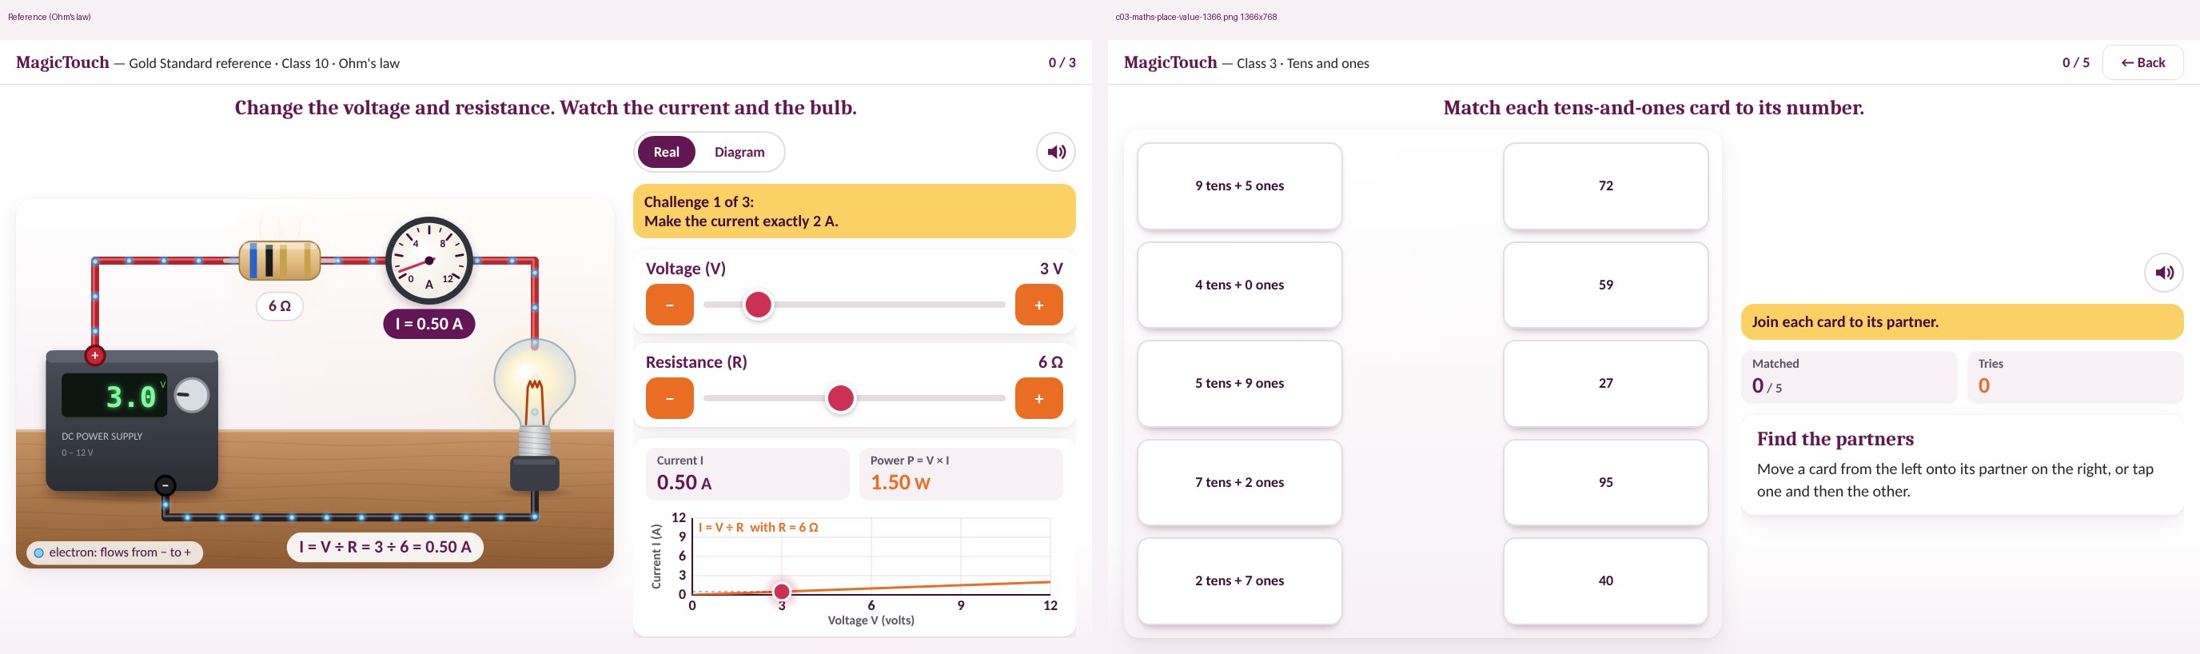 Reference (Ohm's law)
MagicTouch — Gold Standard reference · Class 10 · Ohm's law
0 / 3
Change the voltage and resistance. Watch the current and the bulb.
Real
Diagram
Challenge 1 of 3:
Make the current exactly 2 A.
4
8
0
12
A
6 Ω
I = 0.50 A
+
3.0
V
DC POWER SUPPLY
0 – 12 V
−
electron: flows from − to +
I = V ÷ R = 3 ÷ 6 = 0.50 A
Voltage (V)
3 V
−
+
Resistance (R)
6 Ω
−
+
Current I
0.50 A
Power P = V × I
1.50 W
I = V ÷ R with R = 6 Ω
Current I (A)
12
9
6
3
0
0
3
6
9
12
Voltage V (volts)
c03-maths-place-value-1366.png 1366x768
MagicTouch — Class 3 · Tens and ones
0 / 5
← Back
Match each tens-and-ones card to its number.
9 tens + 5 ones
72
4 tens + 0 ones
59
5 tens + 9 ones
27
7 tens + 2 ones
95
2 tens + 7 ones
40
Join each card to its partner.
Matched
0 / 5
Tries
0
Find the partners
Move a card from the left onto its partner on the right, or tap
one and then the other.